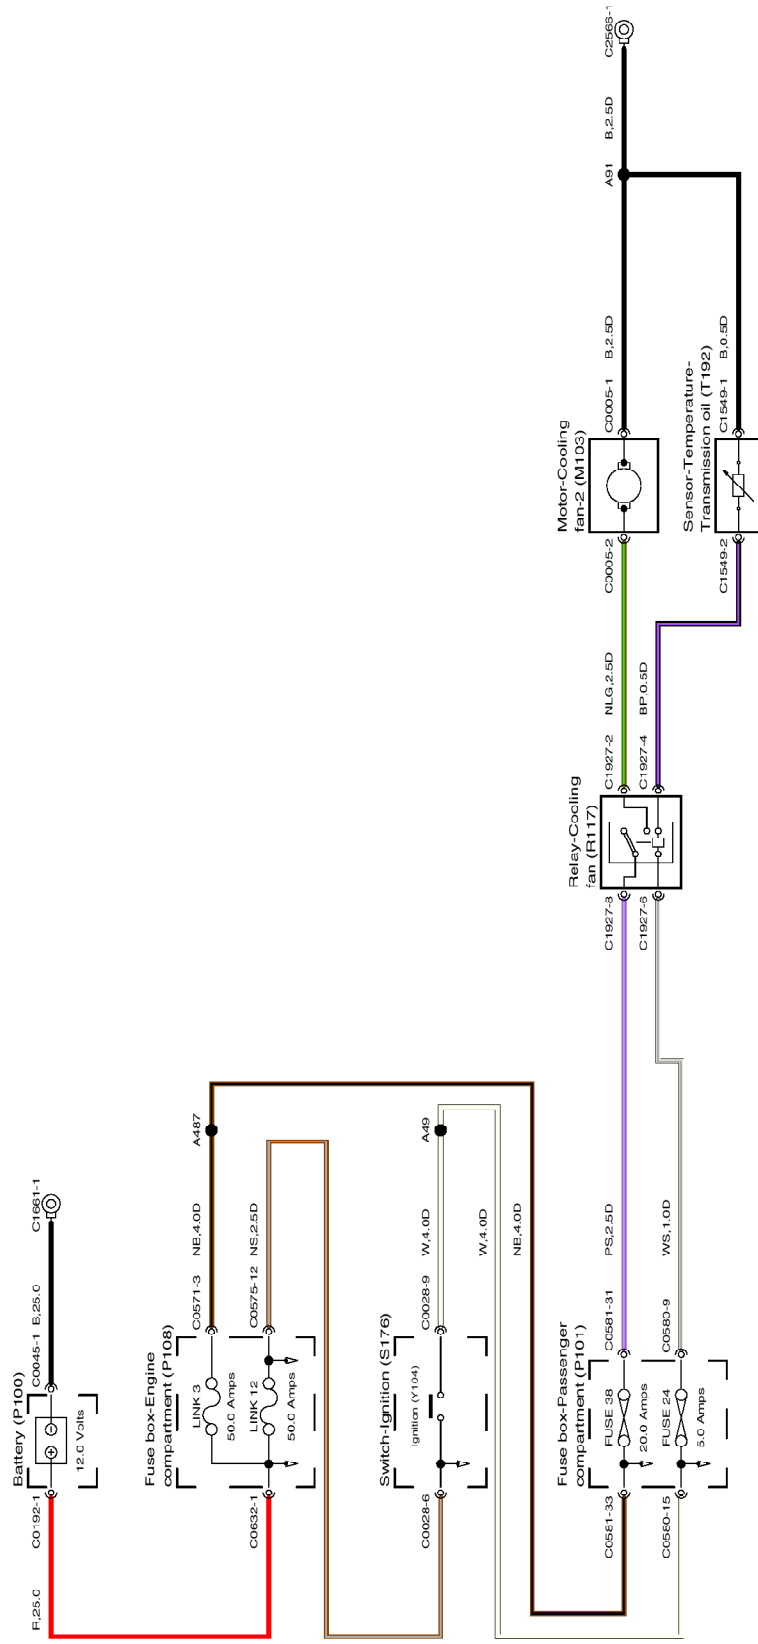 Battery (P100)
12.0 Volts
C0192-1
C0045-1
B,25.0
C1661-1
R,25.0
Fuse box-Engine
compartment (P108)
LINK 3
50.0 Amps
LINK 12
50.0 Amps
C0632-1
C0571-3
NB,4.0D
A487
C0575-12
NS,2.5D
Switch-Ignition (S176)
Ignition (Y104)
C0028-6
C0028-9
W,4.0D
A49
W,4.0D
NB,4.0D
Fuse box-Passenger
compartment (P101)
FUSE 38
20.0 Amps
FUSE 24
5.0 Amps
C0581-33
C0580-15
C0581-31
PS,2.5D
C0580-9
WS,1.0D
Relay-Cooling
fan (R117)
C1927-8
C1927-6
C1927-2
NLG,2.5D
C1927-4
BP,0.5D
Motor-Cooling
fan-2 (M103)
C0005-2
C0005-1
B,2.5D
A91
B,2.5D
C2568-1
Sensor-Temperature-
Transmission oil (T192)
C1549-2
C1549-1
B,0.5D